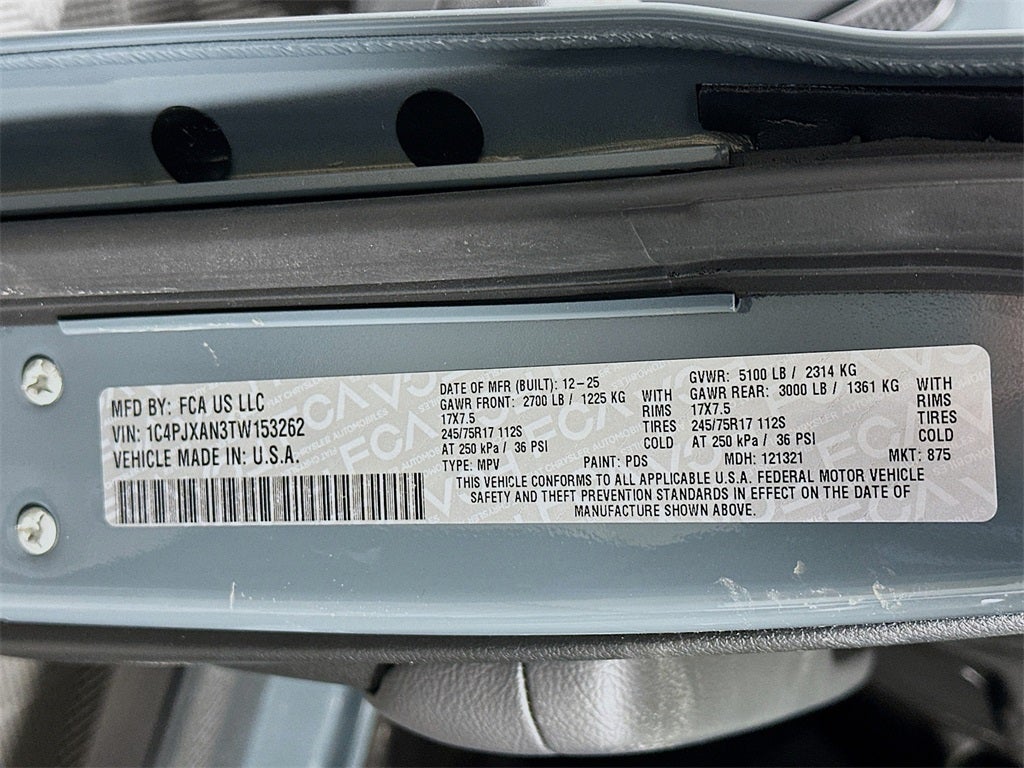 MFD BY: FCA US LLC
VIN: 1C4PJXAN3TW153262
VEHICLE MADE IN: U.S.A.
DATE OF MFR (BUILT): 12-25
GAWR FRONT: 2700 LB / 1225 KG WITH
17X7.5 RIMS
245/75R17 112S TIRES
AT 250 kPa / 36 PSI COLD
GVWR: 5100 LB / 2314 KG
GAWR REAR: 3000 LB / 1361 KG WITH
17X7.5 RIMS
245/75R17 112S TIRES
AT 250 kPa / 36 PSI COLD
TYPE: MPV PAINT: PDS MDH: 121321 MKT: 875
THIS VEHICLE CONFORMS TO ALL APPLICABLE U.S.A. FEDERAL MOTOR VEHICLE
SAFETY AND THEFT PREVENTION STANDARDS IN EFFECT ON THE DATE OF
MANUFACTURE SHOWN ABOVE.